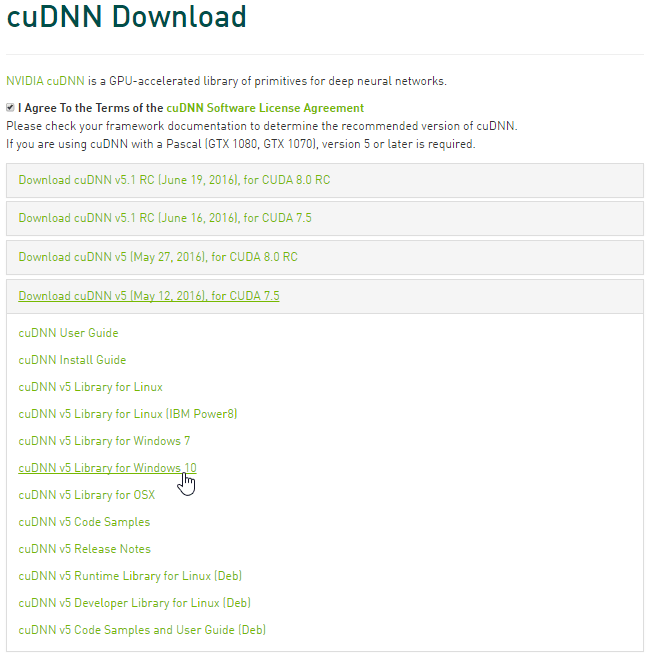 cuDNN Download
NVIDIA cuDNN is a GPU-accelerated library of primitives for deep neural networks.
I Agree To the Terms of the cuDNN Software License Agreement
Please check your framework documentation to determine the recommended version of cuDNN.
If you are using cuDNN with a Pascal (GTX 1080, GTX 1070), version 5 or later is required.
Download cuDNN v5.1 RC (June 19, 2016), for CUDA 8.0 RC
Download cuDNN v5.1 RC (June 16, 2016), for CUDA 7.5
Download cuDNN v5 (May 27, 2016), for CUDA 8.0 RC
Download cuDNN v5 (May 12, 2016), for CUDA 7.5
cuDNN User Guide
cuDNN Install Guide
cuDNN v5 Library for Linux
cuDNN v5 Library for Linux (IBM Power8)
cuDNN v5 Library for Windows 7
cuDNN v5 Library for Windows 10
cuDNN v5 Library for OSX
cuDNN v5 Code Samples
cuDNN v5 Release Notes
cuDNN v5 Runtime Library for Linux (Deb)
cuDNN v5 Developer Library for Linux (Deb)
cuDNN v5 Code Samples and User Guide (Deb)